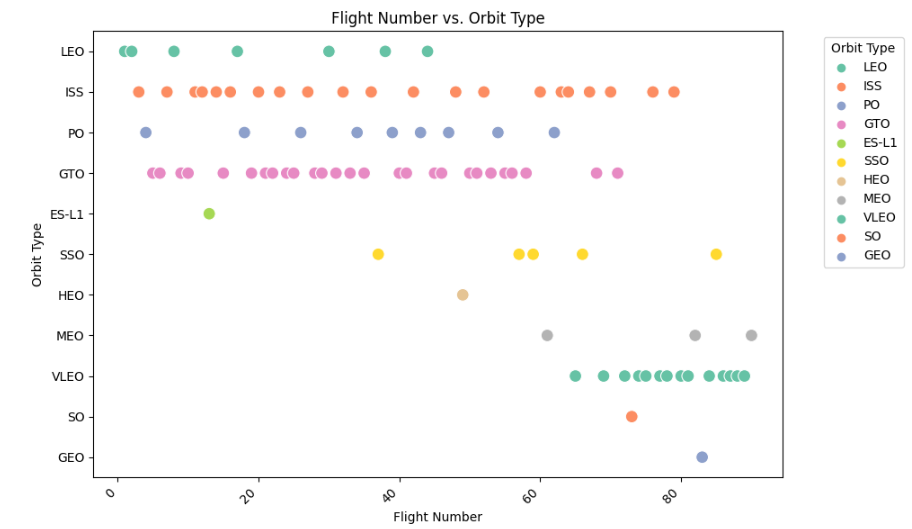 Flight Number vs. Orbit Type
Orbit Type
LEO
ISS
PO
GTO
ES-L1
SSO
HEO
MEO
VLEO
SO
GEO
0
20
40
60
80
Flight Number
Orbit Type
LEO
ISS
PO
GTO
ES-L1
SSO
HEO
MEO
VLEO
SO
GEO